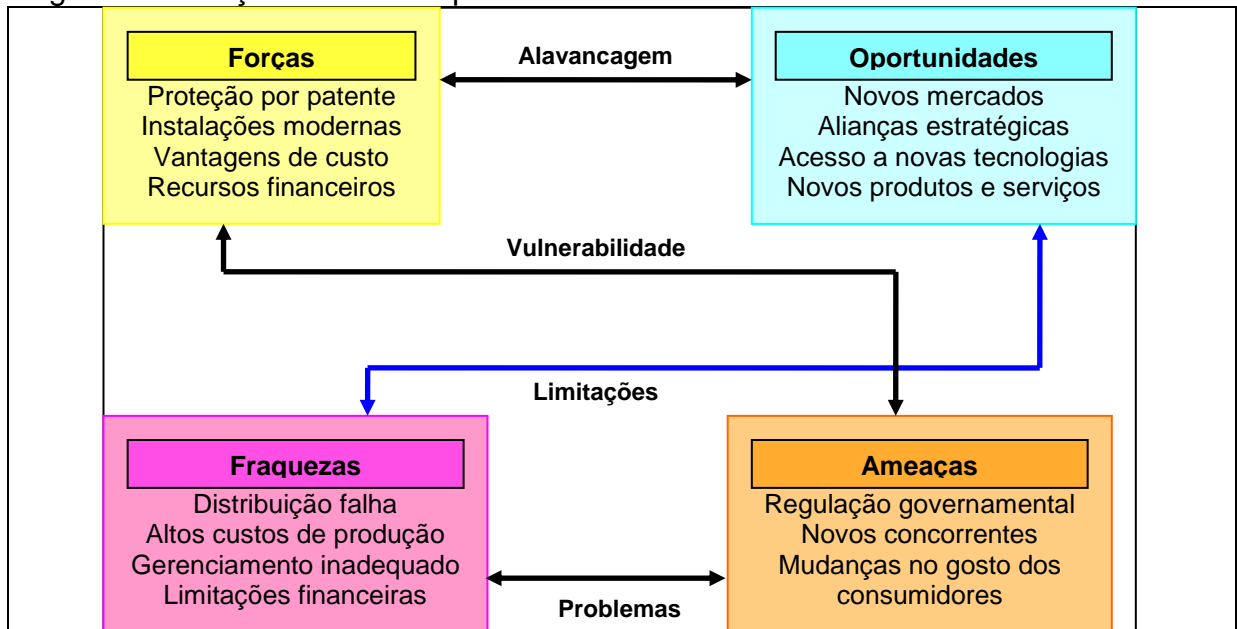 Forças
Proteção por patente
Instalações modernas
Vantagens de custo
Recursos financeiros
Alavancagem
Oportunidades
Novos mercados
Alianças estratégicas
Acesso a novas tecnologias
Novos produtos e serviços
Vulnerabilidade
Limitações
Fraquezas
Distribuição falha
Altos custos de produção
Gerenciamento inadequado
Limitações financeiras
Ameaças
Regulação governamental
Novos concorrentes
Mudanças no gosto dos
consumidores
Problemas